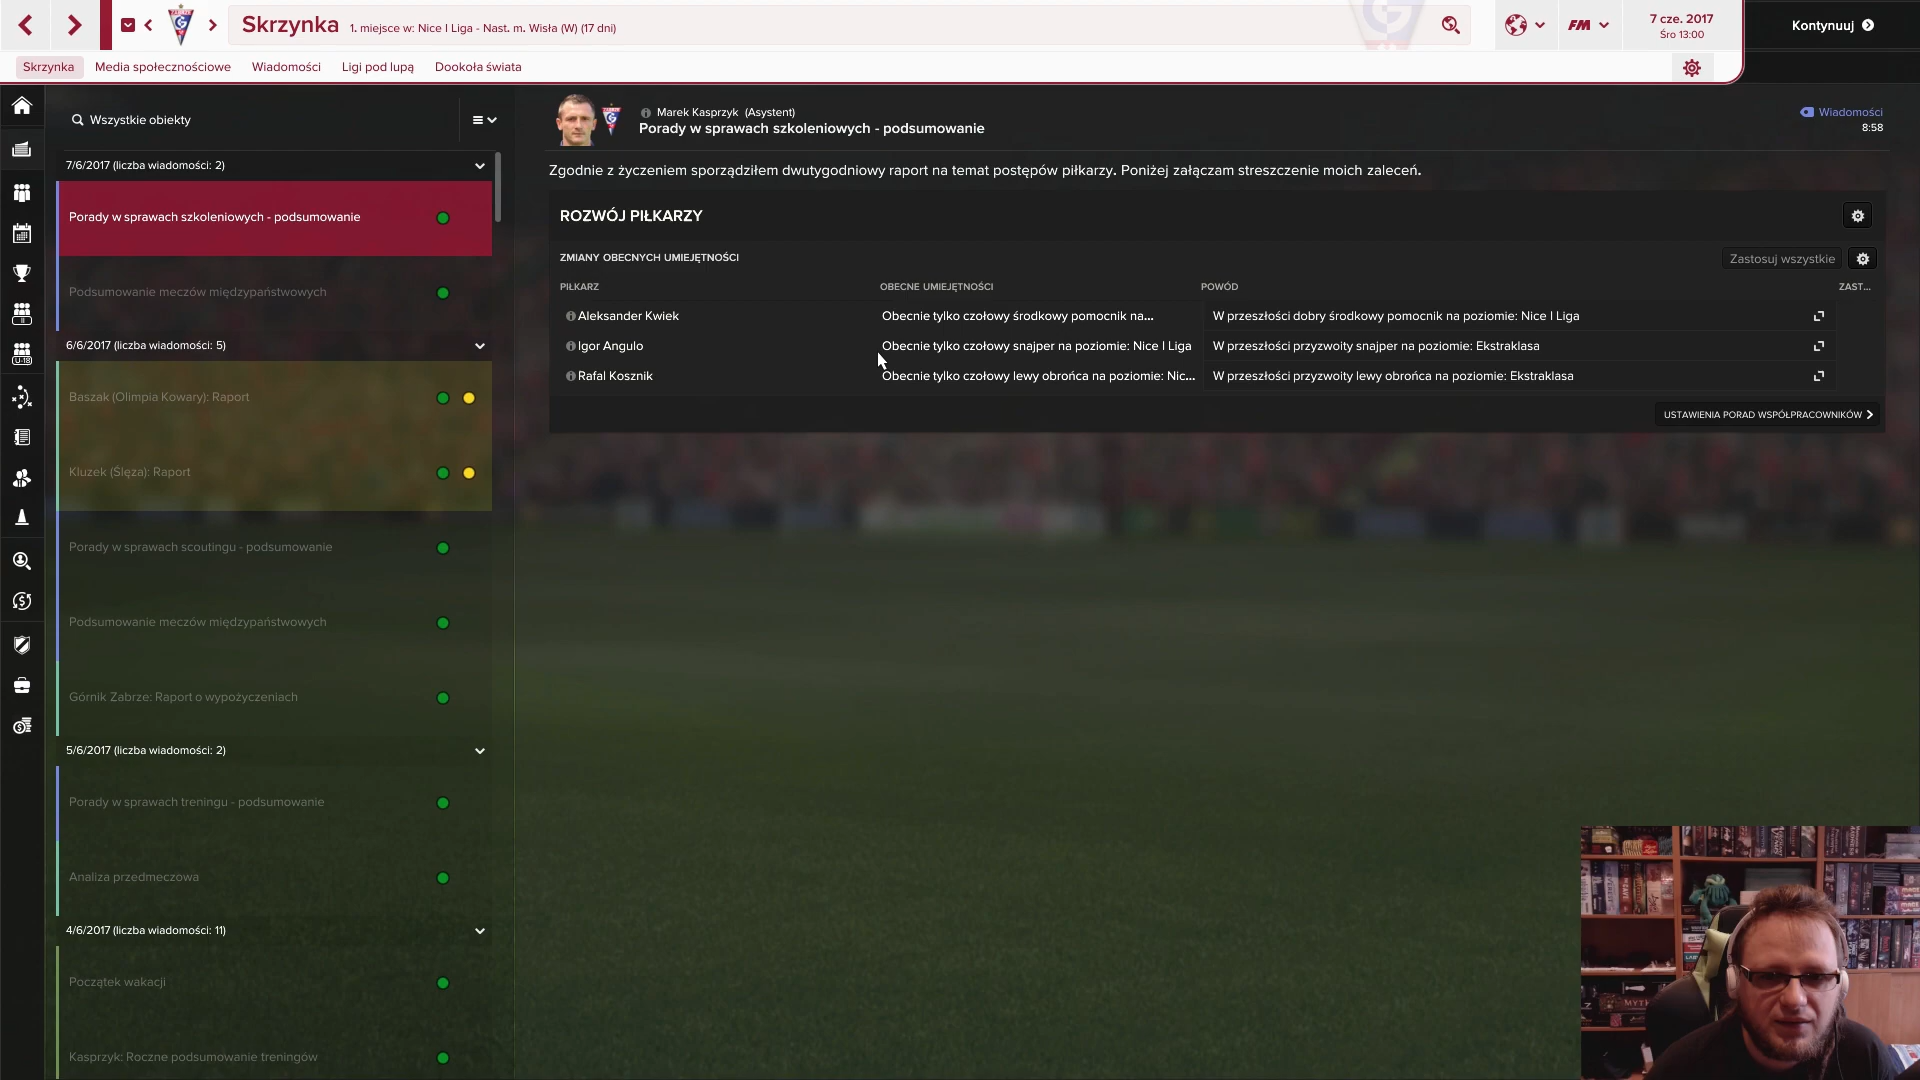 Skrzynka
1. miejsce w: Nice I Liga - Nast. m. Wisła (W) (17 dni)
FM
7 cze. 2017
Śro 13:00
Kontynuuj
Skrzynka
Media społecznościowe
Wiadomości
Ligi pod lupą
Dookoła świata
Wszystkie obiekty
7/6/2017 (liczba wiadomości: 2)
Porady w sprawach szkoleniowych - podsumowanie
Podsumowanie meczów międzypaństwowych
6/6/2017 (liczba wiadomości: 5)
Baszak (Olimpia Kowary): Raport
Kluzek (Ślęza): Raport
Porady w sprawach scoutingu - podsumowanie
Podsumowanie meczów międzypaństwowych
Górnik Zabrze: Raport o wypożyczeniach
5/6/2017 (liczba wiadomości: 2)
Porady w sprawach treningu - podsumowanie
Analiza przedmeczowa
4/6/2017 (liczba wiadomości: 11)
Początek wakacji
Kasprzyk: Roczne podsumowanie treningów
II
U-18
Marek Kasprzyk (Asystent)
Porady w sprawach szkoleniowych - podsumowanie
Wiadomości
8:58
Zgodnie z życzeniem sporządziłem dwutygodniowy raport na temat postępów piłkarzy. Poniżej załączam streszczenie moich zaleceń.
ROZWÓJ PIŁKARZY
ZMIANY OBECNYCH UMIEJĘTNOŚCI
Zastosuj wszystkie
PIŁKARZ
OBECNE UMIEJĘTNOŚCI
POWÓD
ZAST...
Aleksander Kwiek
Obecnie tylko czołowy środkowy pomocnik na...
W przeszłości dobry środkowy pomocnik na poziomie: Nice I Liga
Igor Angulo
Obecnie tylko czołowy snajper na poziomie: Nice I Liga
W przeszłości przyzwoity snajper na poziomie: Ekstraklasa
Rafał Kosznik
Obecnie tylko czołowy lewy obrońca na poziomie: Nic...
W przeszłości przyzwoity lewy obrońca na poziomie: Ekstraklasa
USTAWIENIA PORAD WSPÓŁPRACOWNIKÓW